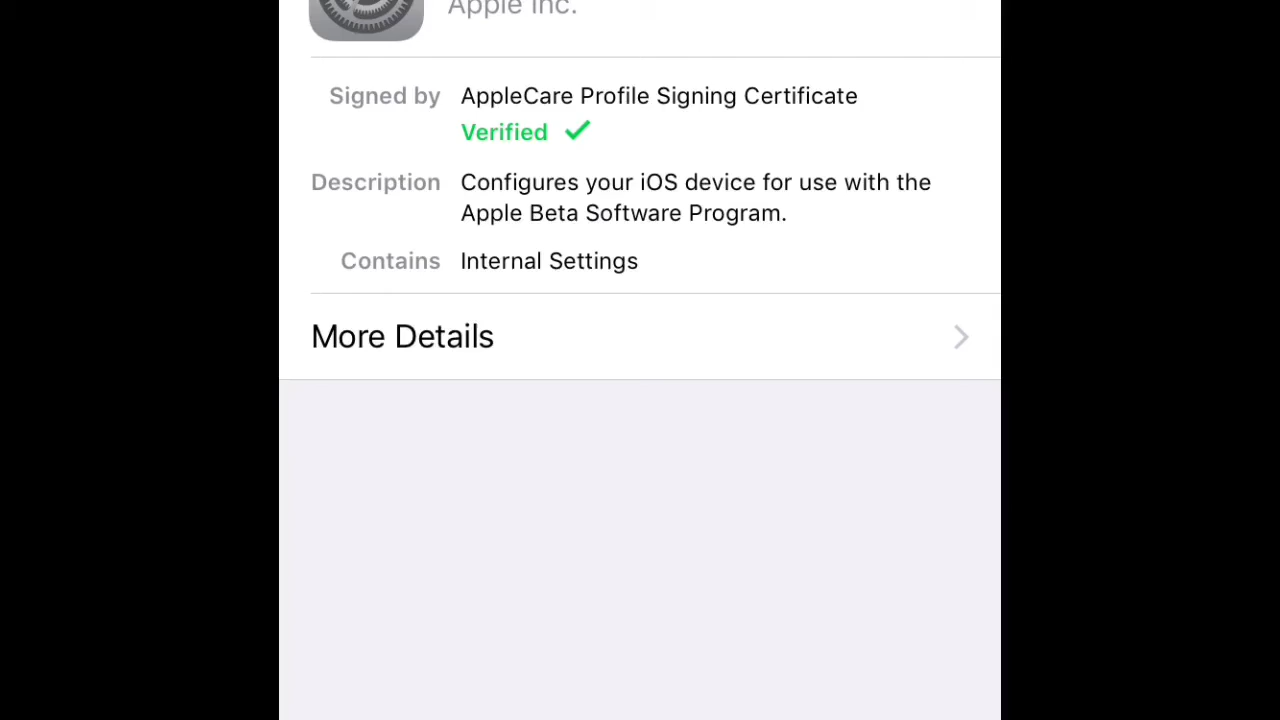 Apple Inc.
Signed by AppleCare Profile Signing Certificate
Verified ✓
Description Configures your iOS device for use with the
Apple Beta Software Program.
Contains Internal Settings
More Details